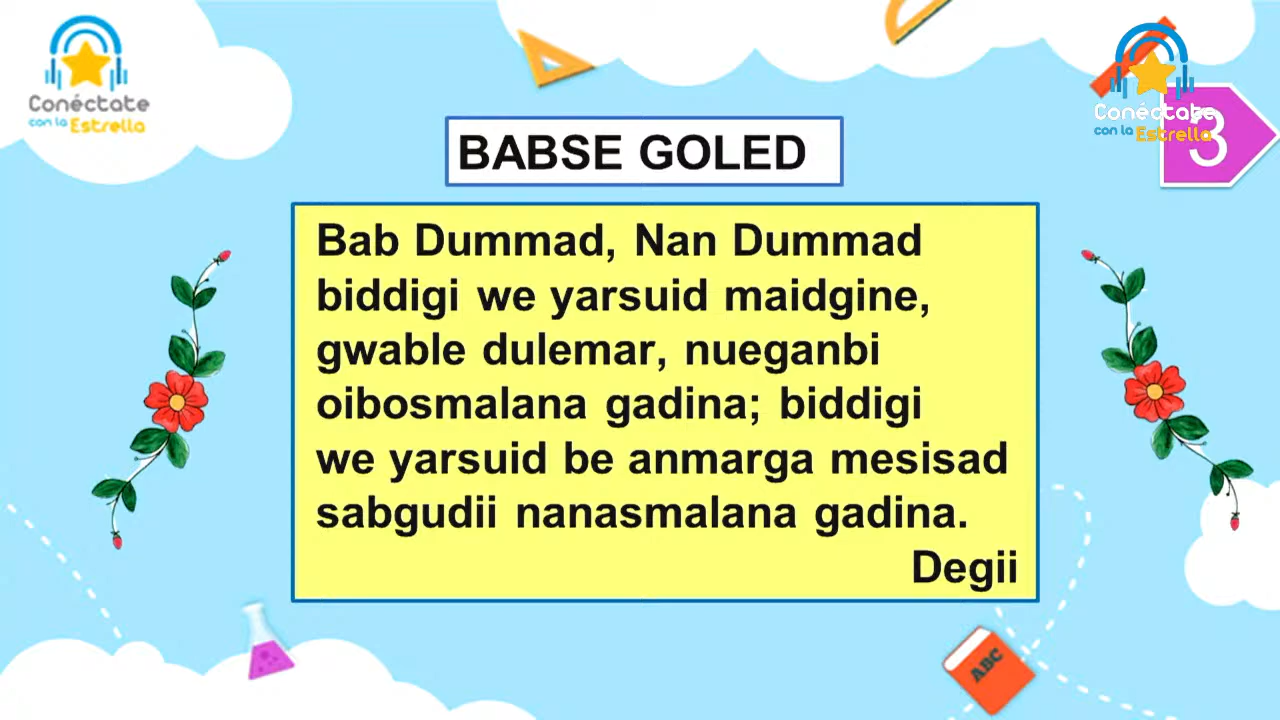 Conéctate
con la Estrella
Conéctate
con la Estrella
3
BABSE GOLED
Bab Dummad, Nan Dummad
biddigi we yarsuid maidgine,
gwable dulemar, nueganbi
oibosmalana gadina; biddigi
we yarsuid be anmarga mesisad
sabgudii nanasmalana gadina.
Degii
ABC